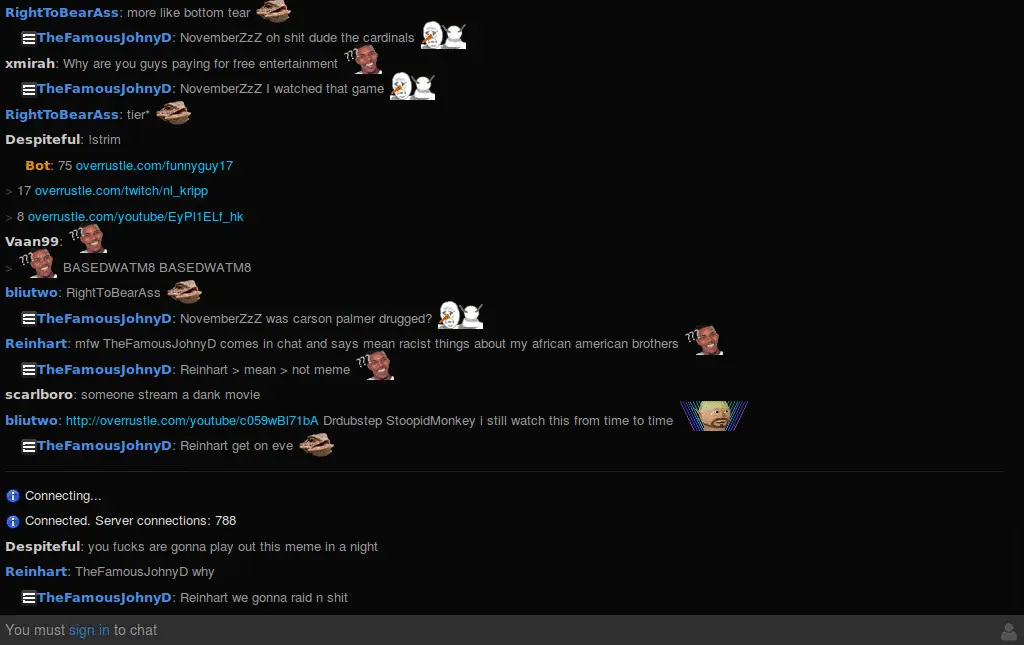 RightToBearAss: more like bottom tear
TheFamousJohnyD: NovemberZzZ oh shit dude the cardinals
xmirah: Why are you guys paying for free entertainment ???
TheFamousJohnyD: NovemberZzZ I watched that game
RightToBearAss: tier*
Despiteful: !strim
Bot: 75 overrustle.com/funnyguy17
> 17 overrustle.com/twitch/nl_kripp
> 8 overrustle.com/youtube/EyPl1ELf_hk
Vaan99: ???
> ??? BASEDWATM8 BASEDWATM8
bliutwo: RightToBearAss
TheFamousJohnyD: NovemberZzZ was carson palmer drugged?
Reinhart: mfw TheFamousJohnyD comes in chat and says mean racist things about my african american brothers ???
TheFamousJohnyD: Reinhart > mean > not meme ???
scarlboro: someone stream a dank movie
bliutwo: http://overrustle.com/youtube/c059wBl71bA Drdubstep StoopidMonkey i still watch this from time to time
TheFamousJohnyD: Reinhart get on eve
Connecting...
Connected. Server connections: 788
Despiteful: you fucks are gonna play out this meme in a night
Reinhart: TheFamousJohnyD why
TheFamousJohnyD: Reinhart we gonna raid n shit
You must sign in to chat